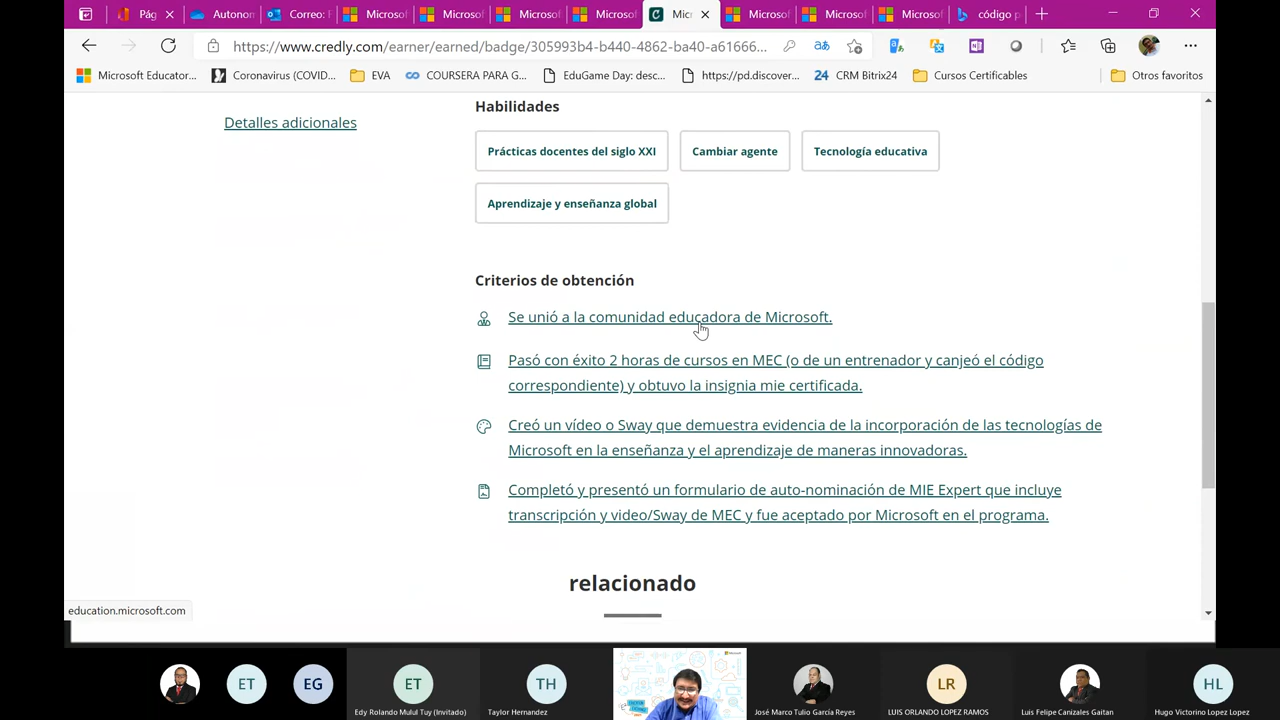 Pág
Autonon
Correo: F
Microsof
Microsof
Microsof
Microsof
Micr
Microsof
Microsof
Microsof
código p
https://www.credly.com/earner/earned/badge/305993b4-b440-4862-ba40-a61666...
Microsoft Educator...
Coronavirus (COVID...
EVA
COURSERA PARA G...
EduGame Day: desc...
https://pd.discover...
24 CRM Bitrix24
Cursos Certificables
Otros favoritos
Detalles adicionales
Habilidades
Prácticas docentes del siglo XXI
Cambiar agente
Tecnología educativa
Aprendizaje y enseñanza global
Criterios de obtención
Se unió a la comunidad educadora de Microsoft.
Pasó con éxito 2 horas de cursos en MEC (o de un entrenador y canjeó el código
correspondiente) y obtuvo la insignia mie certificada.
Creó un vídeo o Sway que demuestra evidencia de la incorporación de las tecnologías de
Microsoft en la enseñanza y el aprendizaje de maneras innovadoras.
Completó y presentó un formulario de auto-nominación de MIE Expert que incluye
transcripción y video/Sway de MEC y fue aceptado por Microsoft en el programa.
relacionado
education.microsoft.com
ET
EG
ET
Edy Rolando Mulul Tuy (Invitado)
TH
Taylor Hernandez
José Marco Tulio García Reyes
LR
LUIS ORLANDO LOPEZ RAMOS
Luis Felipe Canizales Gaitan
HL
Hugo Victorino Lopez Lopez